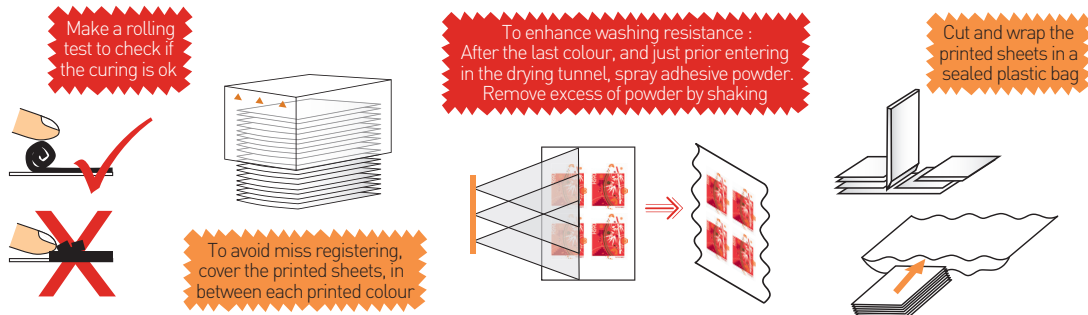 Make a rolling
test to check if
the curing is ok
To avoid miss registering,
cover the printed sheets, in
between each printed colour
To enhance washing resistance :
After the last colour, and just prior entering
in the drying tunnel, spray adhesive powder.
Remove excess of powder by shaking
Cut and wrap the
printed sheets in a
sealed plastic bag